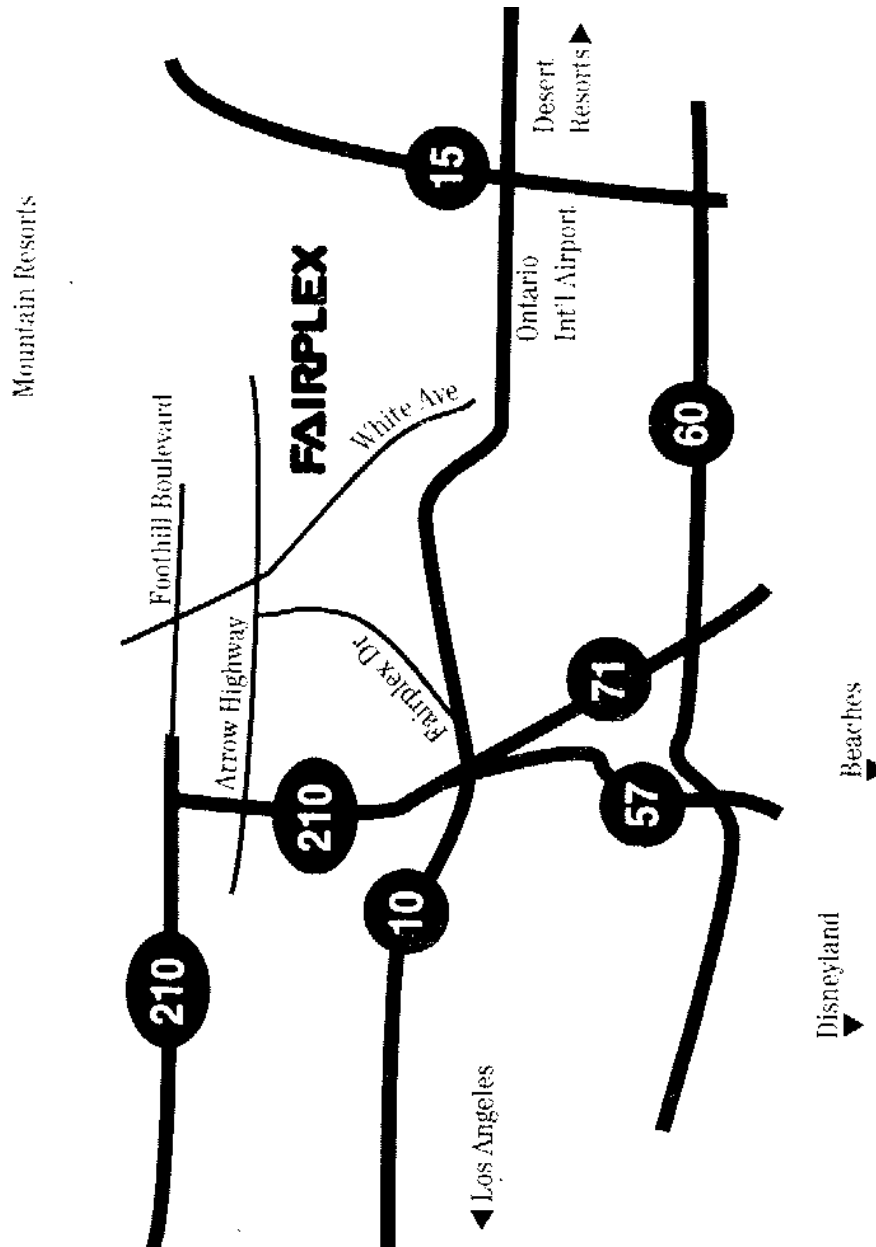 Mountain Resorts
Foothill Boulevard
210
Arrow Highway
FAIRPLEX
210
Fairplex Dr
White Ave
15
10
Los Angeles
Ontario
Int'l Airport
Desert
Resorts
71
57
60
Disneyland
Beaches